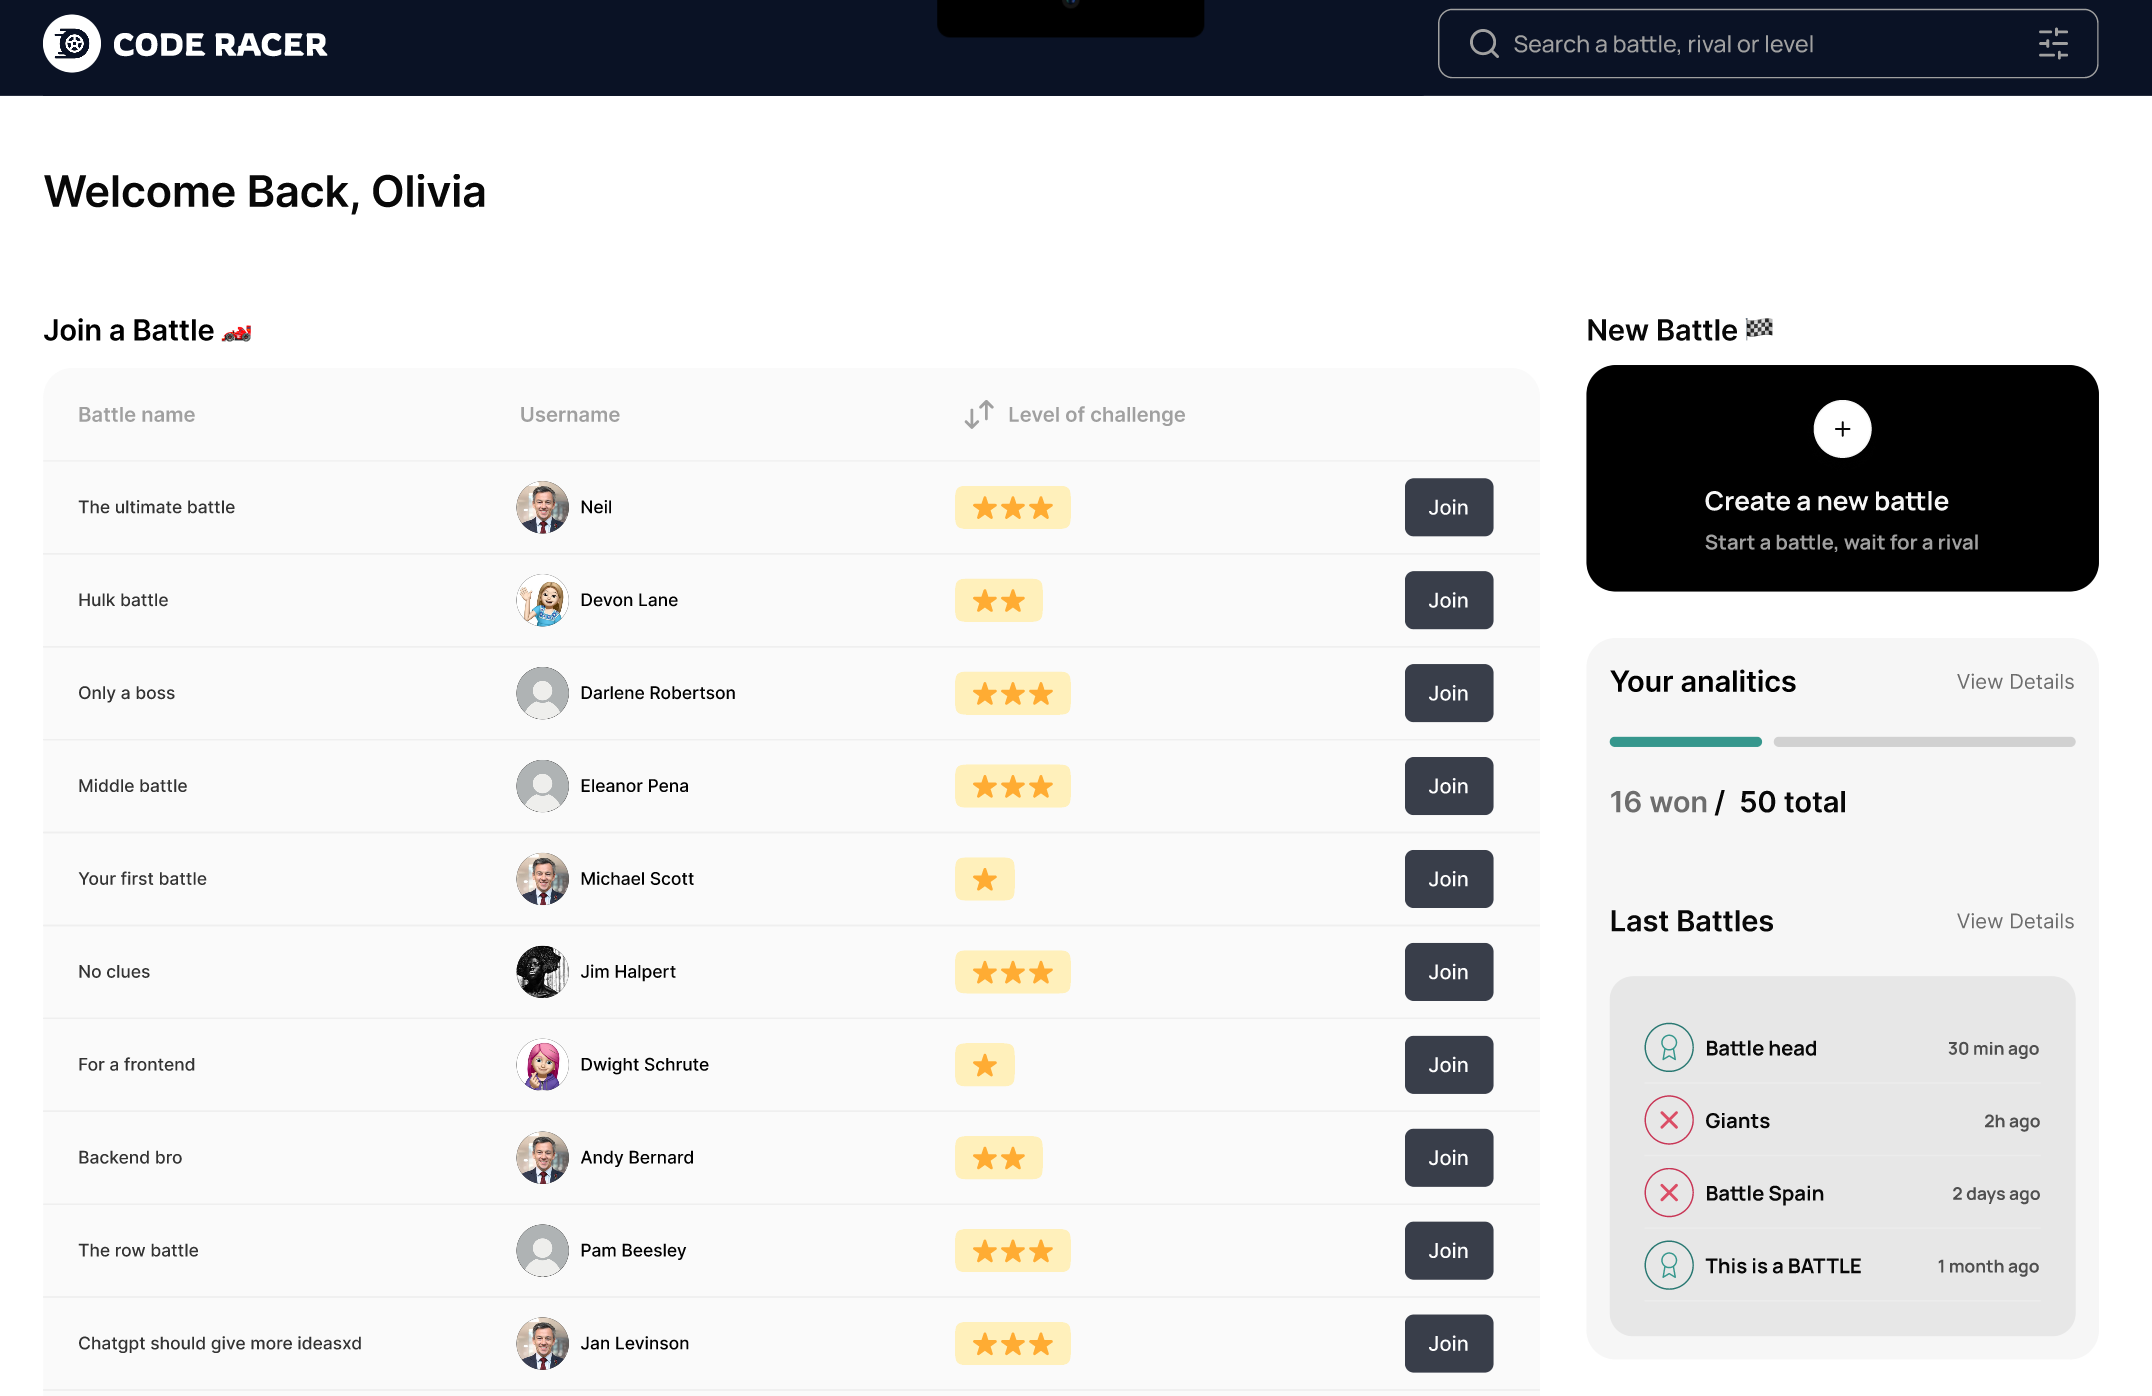 CODE RACER
Search a battle, rival or level
Welcome Back, Olivia
Join a Battle
Battle name Username Level of challenge
The ultimate battle Neil Join
Hulk battle Devon Lane Join
Only a boss Darlene Robertson Join
Middle battle Eleanor Pena Join
Your first battle Michael Scott Join
No clues Jim Halpert Join
For a frontend Dwight Schrute Join
Backend bro Andy Bernard Join
The row battle Pam Beesley Join
Chatgpt should give more ideasxd Jan Levinson Join
New Battle
+
Create a new battle
Start a battle, wait for a rival
Your analitics View Details
16 won / 50 total
Last Battles View Details
Battle head 30 min ago
Giants 2h ago
Battle Spain 2 days ago
This is a BATTLE 1 month ago